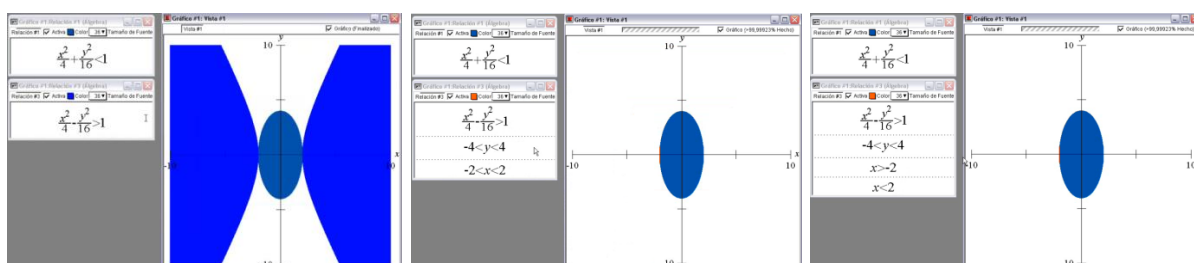 Gráfico #1:Relación #1 (Álgebra)
Relación #1 Activa Color 36 Tamaño de Fuente
x²/4 + y²/16 < 1
Gráfico #1:Relación #3 (Álgebra)
Relación #3 Activa Color 36 Tamaño de Fuente
x²/4 - y²/16 > 1
Gráfico #1: Vista #1
Vista #1 Gráfico (Finalizado)
y
10
x
-10
10
-10
Gráfico #1:Relación #1 (Álgebra)
Relación #1 Activa Color 36 Tamaño de Fuente
x²/4 + y²/16 < 1
Gráfico #1:Relación #3 (Álgebra)
Relación #3 Activa Color 36 Tamaño de Fuente
x²/4 - y²/16 > 1
-4<y<4
-2<x<2
Gráfico #1: Vista #1
Vista #1 Gráfico (+99,99923% Hecho)
y
10
x
-10
10
Gráfico #1:Relación #1 (Álgebra)
Relación #1 Activa Color 36 Tamaño de Fuente
x²/4 + y²/16 < 1
Gráfico #1:Relación #3 (Álgebra)
Relación #3 Activa Color 36 Tamaño de Fuente
x²/4 - y²/16 > 1
-4<y<4
x>-2
x<2
Gráfico #1: Vista #1
Vista #1 Gráfico (+99,99923% Hecho)
y
10
x
-10
10